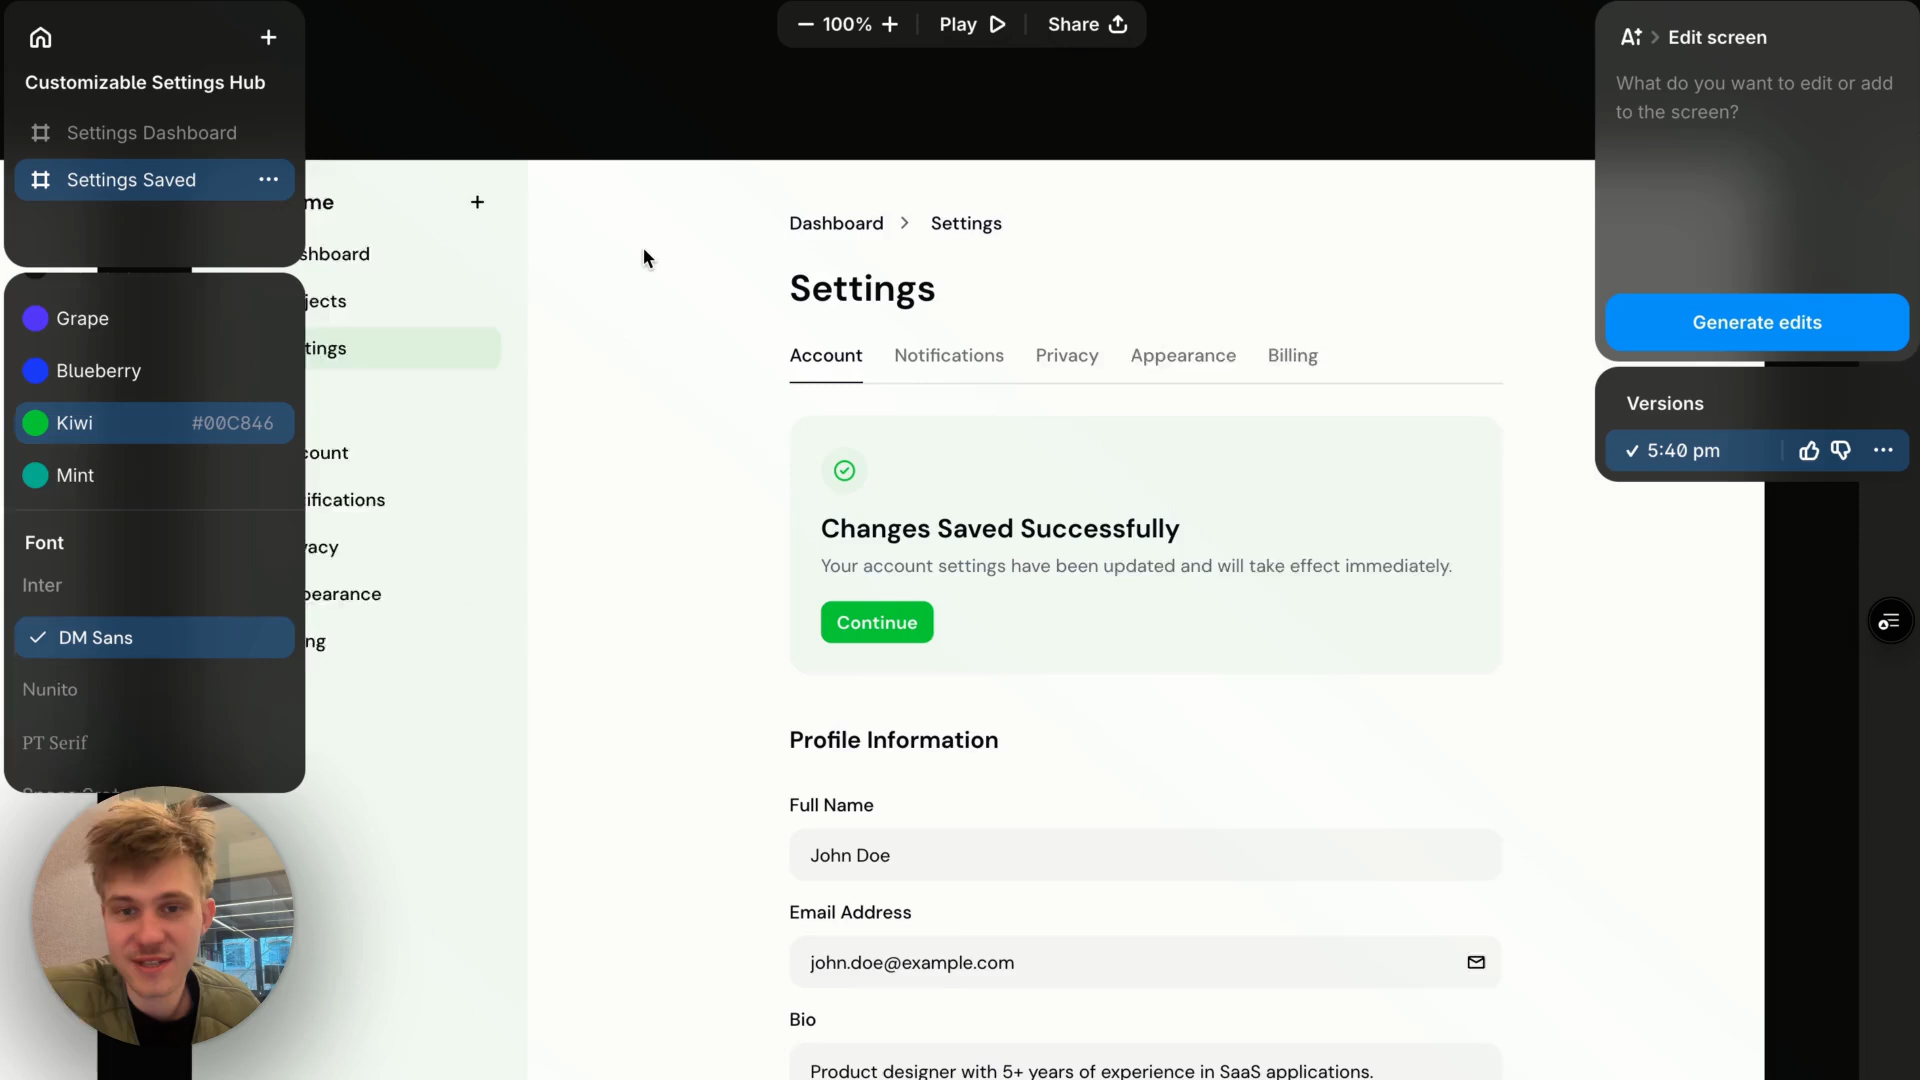 Customizable Settings Hub
Settings Dashboard
Settings Saved
Grape
Blueberry
Kiwi #00C846
Mint
Font
Inter
DM Sans
Nunito
PT Serif
me
shboard
jects
tings
count
ifications
vacy
pearance
ng
100%
Play
Share
Dashboard
Settings
Settings
Account
Notifications
Privacy
Appearance
Billing
Changes Saved Successfully
Your account settings have been updated and will take effect immediately.
Continue
Profile Information
Full Name
John Doe
Email Address
john.doe@example.com
Bio
Product designer with 5+ years of experience in SaaS applications.
Edit screen
What do you want to edit or add
to the screen?
Generate edits
Versions
5:40 pm